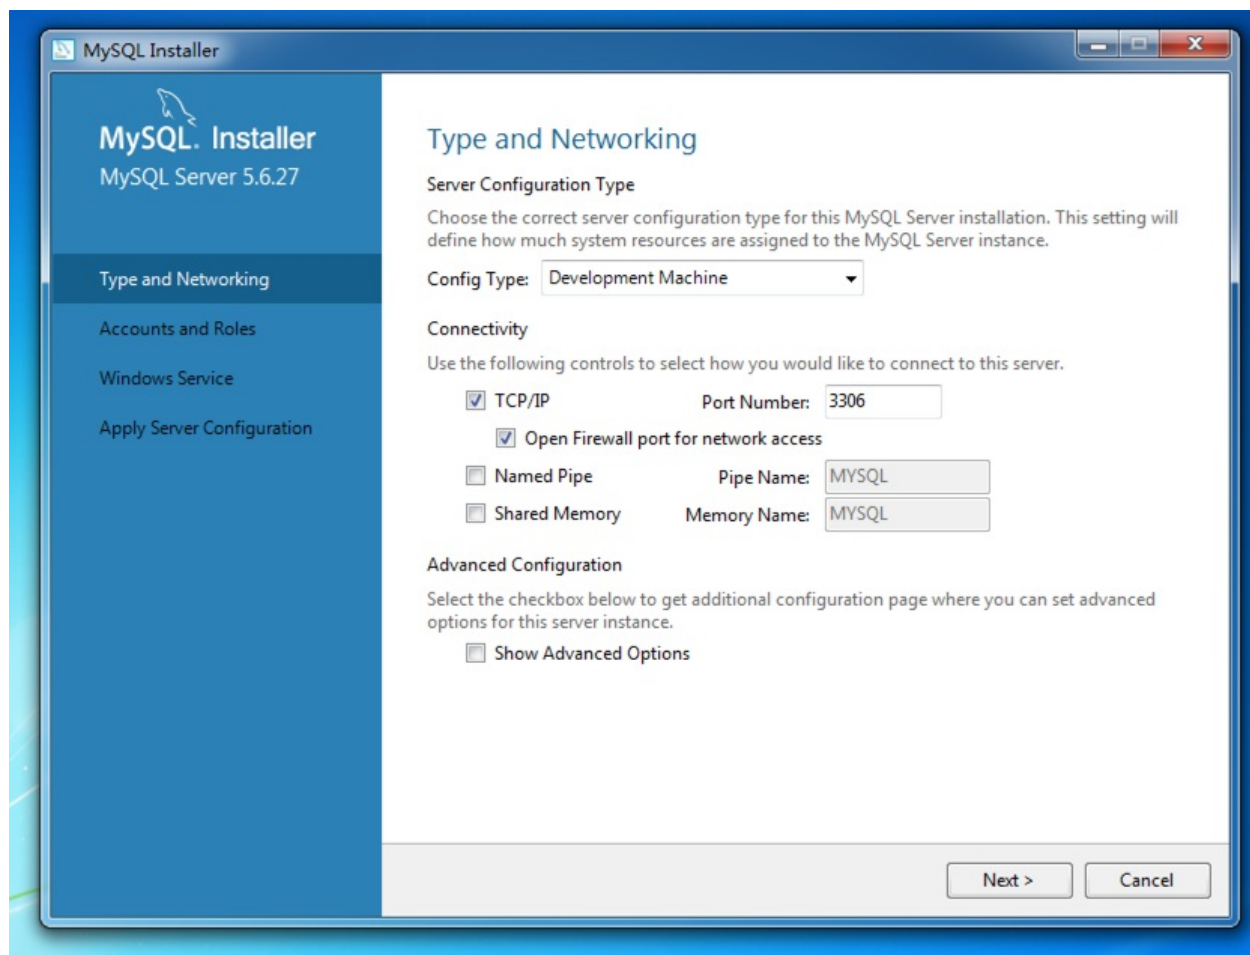 MySQL Installer
MySQL. Installer
MySQL Server 5.6.27
Type and Networking
Accounts and Roles
Windows Service
Apply Server Configuration
Type and Networking
Server Configuration Type
Choose the correct server configuration type for this MySQL Server installation. This setting will
define how much system resources are assigned to the MySQL Server instance.
Config Type: Development Machine
Connectivity
Use the following controls to select how you would like to connect to this server.
TCP/IP Port Number: 3306
Open Firewall port for network access
Named Pipe Pipe Name: MYSQL
Shared Memory Memory Name: MYSQL
Advanced Configuration
Select the checkbox below to get additional configuration page where you can set advanced
options for this server instance.
Show Advanced Options
Next > Cancel